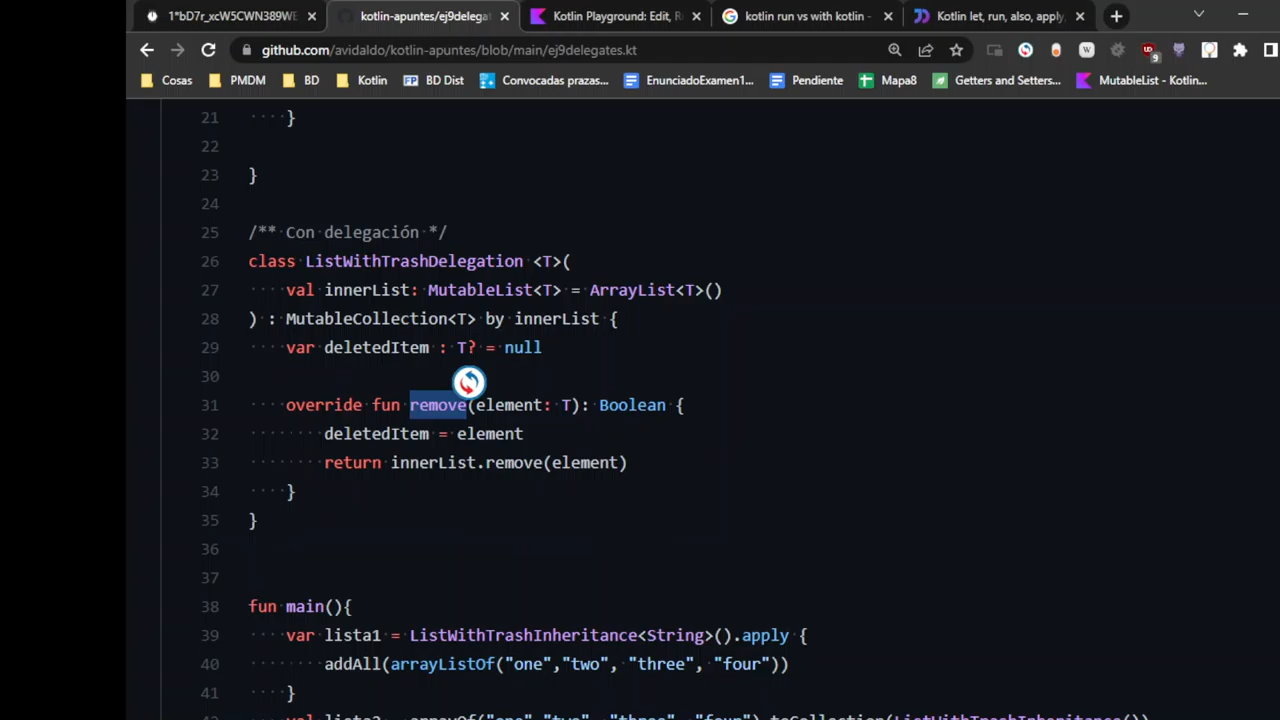 1*bD7r_xcW5CWN389WE
kotlin-apuntes/ej9delegat
Kotlin Playground: Edit, R
kotlin run vs with kotlin -
Kotlin let, run, also, apply,
github.com/avidaldo/kotlin-apuntes/blob/main/ej9delegates.kt
9
Cosas
PMDM
BD
Kotlin
FP BD Dist
Convocadas prazas...
EnunciadoExamen1...
Pendiente
Mapa8
Getters and Setters...
MutableList - Kotlin...
21 }
22
23 }
24
25 /** Con delegación */
26 class ListWithTrashDelegation <T>(
27 val innerList: MutableList<T> = ArrayList<T>()
28 ) : MutableCollection<T> by innerList {
29 var deletedItem : T? = null
30
31 override fun remove(element: T): Boolean {
32 deletedItem = element
33 return innerList.remove(element)
34 }
35 }
36
37
38 fun main(){
39 var lista1 = ListWithTrashInheritance<String>().apply {
40 addAll(arrayListOf("one","two", "three", "four"))
41 }